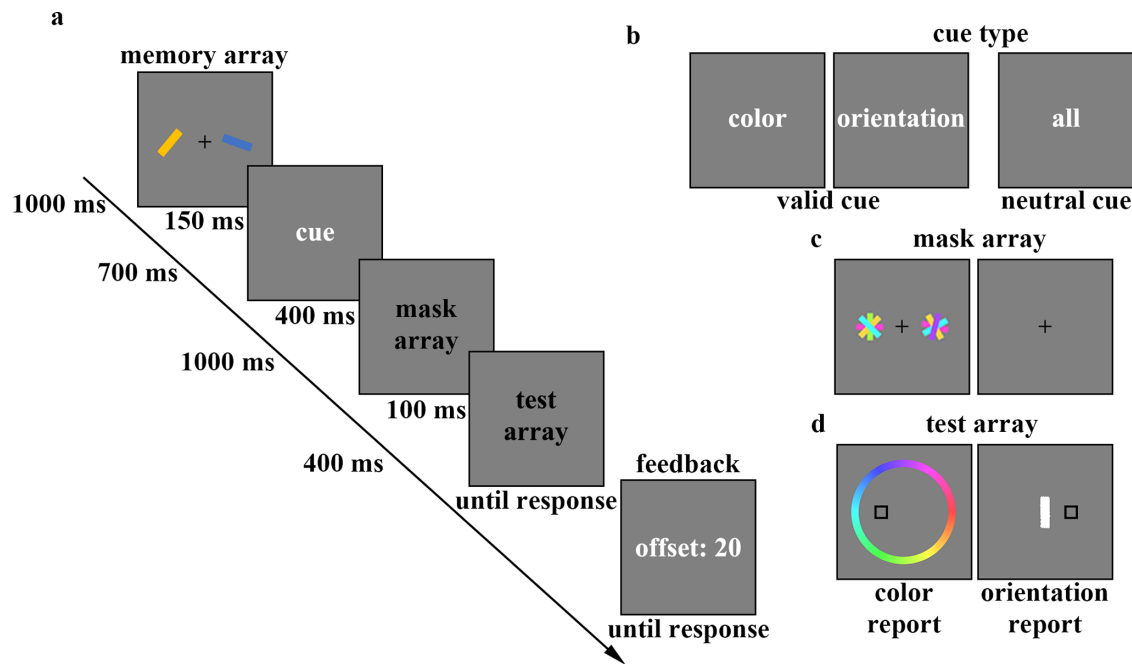 a
memory array
1000 ms
150 ms
cue
700 ms
400 ms
mask
array
1000 ms
100 ms
test
array
400 ms
until response
feedback
offset: 20
until response
b
cue type
color
orientation
all
valid cue
neutral cue
c
mask array
d
test array
color
report
orientation
report